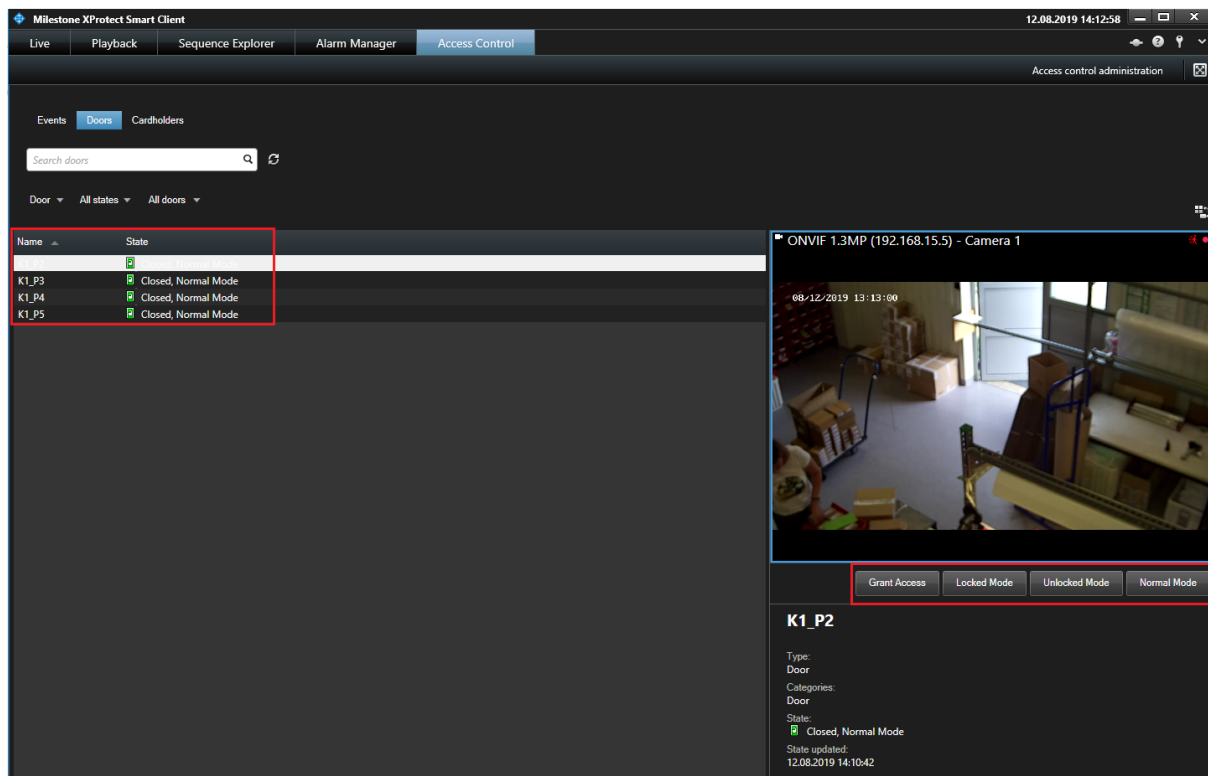 Milestone XProtect Smart Client 12.08.2019 14:12:58
Live Playback Sequence Explorer Alarm Manager Access Control
Access control administration
Events Doors Cardholders
Search doors
Door All states All doors
Name State
ONVIF 1.3MP (192.168.15.5) - Camera 1
K1_P2 Closed, Normal Mode
K1_P3 Closed, Normal Mode
K1_P4 Closed, Normal Mode
K1_P5 Closed, Normal Mode
08/12/2019 13:13:00
Grant Access Locked Mode Unlocked Mode Normal Mode
K1_P2
Type:
Door
Categories:
Door
State:
Closed, Normal Mode
State updated:
12.08.2019 14:10:42